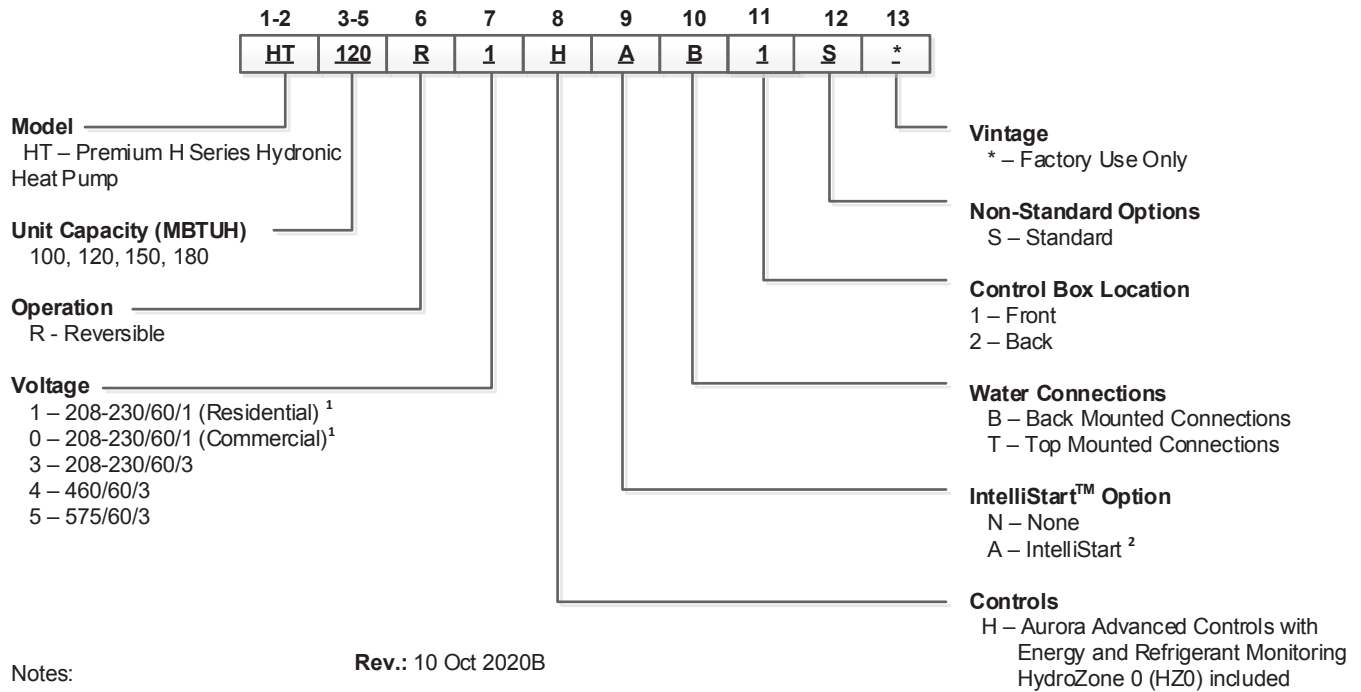 1-2 3-5 6 7 8 9 10 11 12 13
HT 120 R 1 H A B 1 S *
Model
HT – Premium H Series Hydronic
Heat Pump
Unit Capacity (MBTUH)
100, 120, 150, 180
Operation
R - Reversible
Voltage
1 – 208-230/60/1 (Residential) ¹
0 – 208-230/60/1 (Commercial)¹
3 – 208-230/60/3
4 – 460/60/3
5 – 575/60/3
Vintage
* – Factory Use Only
Non-Standard Options
S – Standard
Control Box Location
1 – Front
2 – Back
Water Connections
B – Back Mounted Connections
T – Top Mounted Connections
IntelliStart™ Option
N – None
A – IntelliStart ²
Controls
H – Aurora Advanced Controls with
Energy and Refrigerant Monitoring
HydroZone 0 (HZ0) included
Notes:
Rev.: 10 Oct 2020B